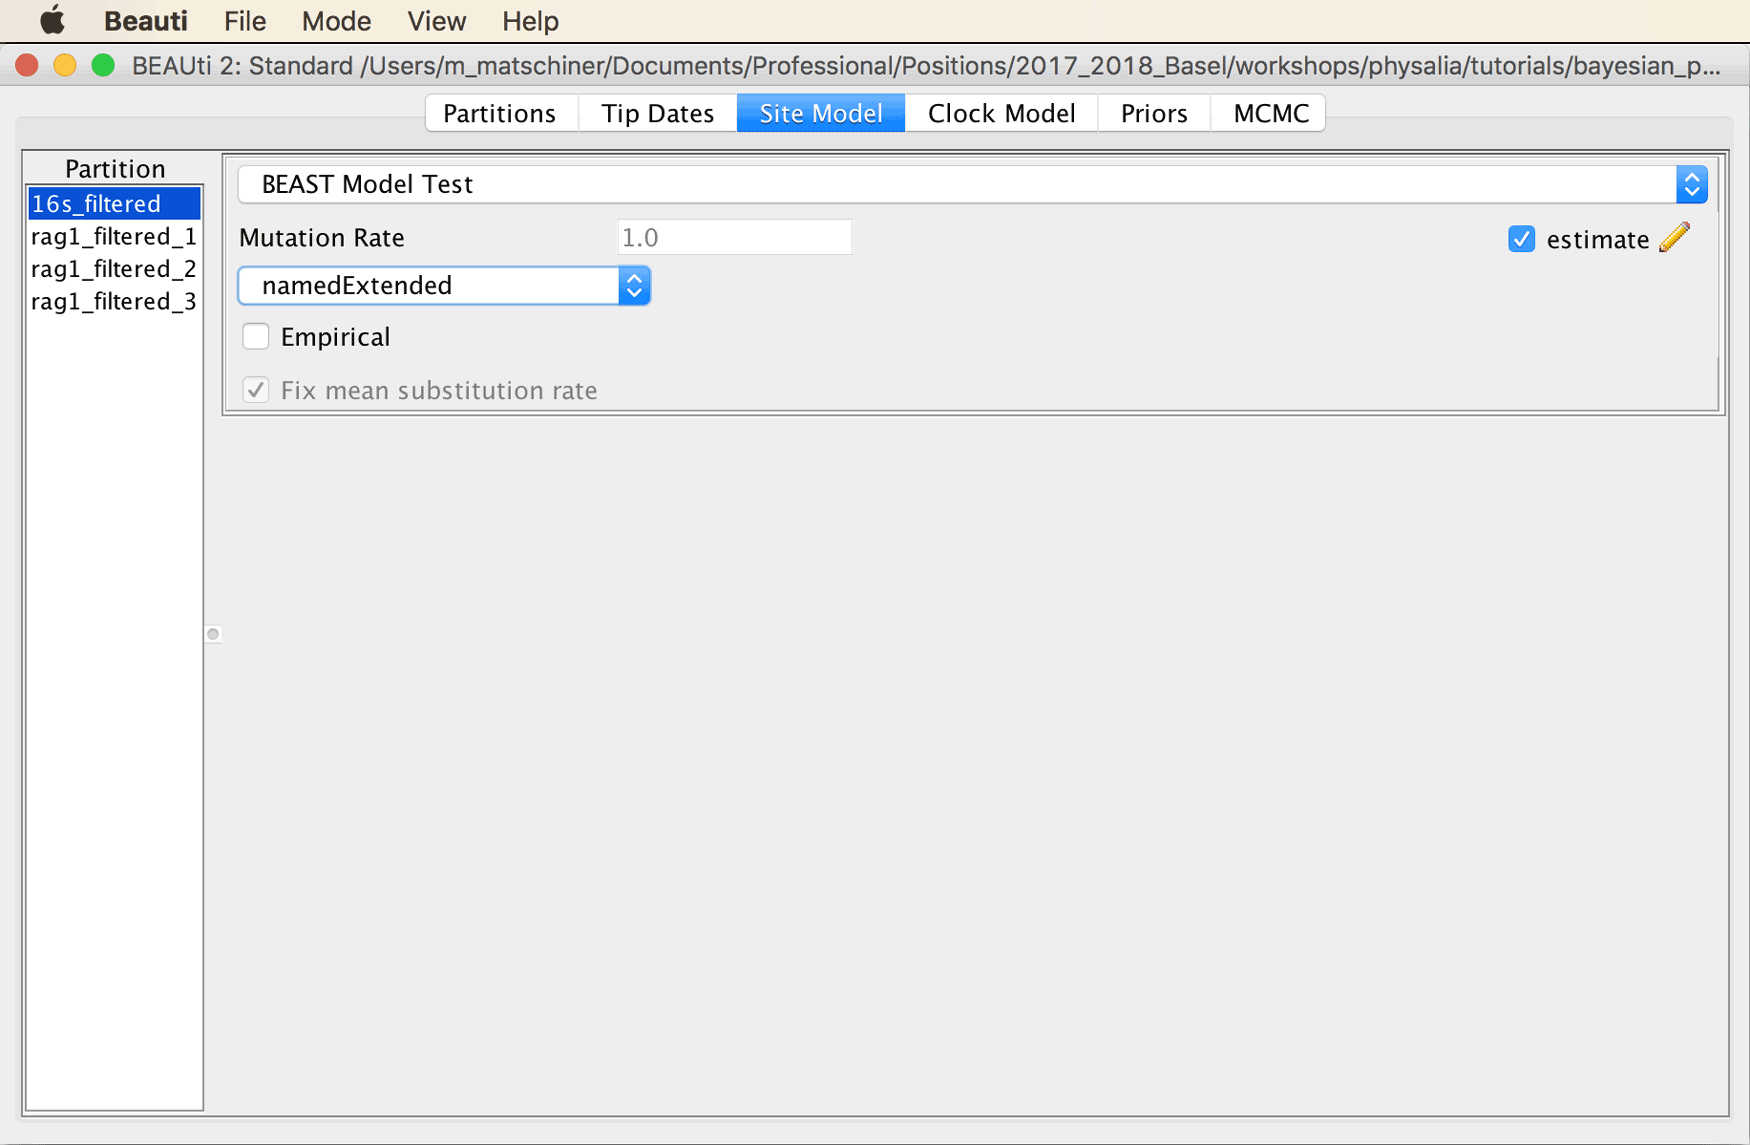 Beauti File Mode View Help
BEAUti 2: Standard /Users/m_matschiner/Documents/Professional/Positions/2017_2018_Basel/workshops/physalia/tutorials/bayesian_p...
Partitions Tip Dates Site Model Clock Model Priors MCMC
Partition
16s_filtered
rag1_filtered_1
rag1_filtered_2
rag1_filtered_3
BEAST Model Test
Mutation Rate 1.0 estimate
namedExtended
Empirical
Fix mean substitution rate